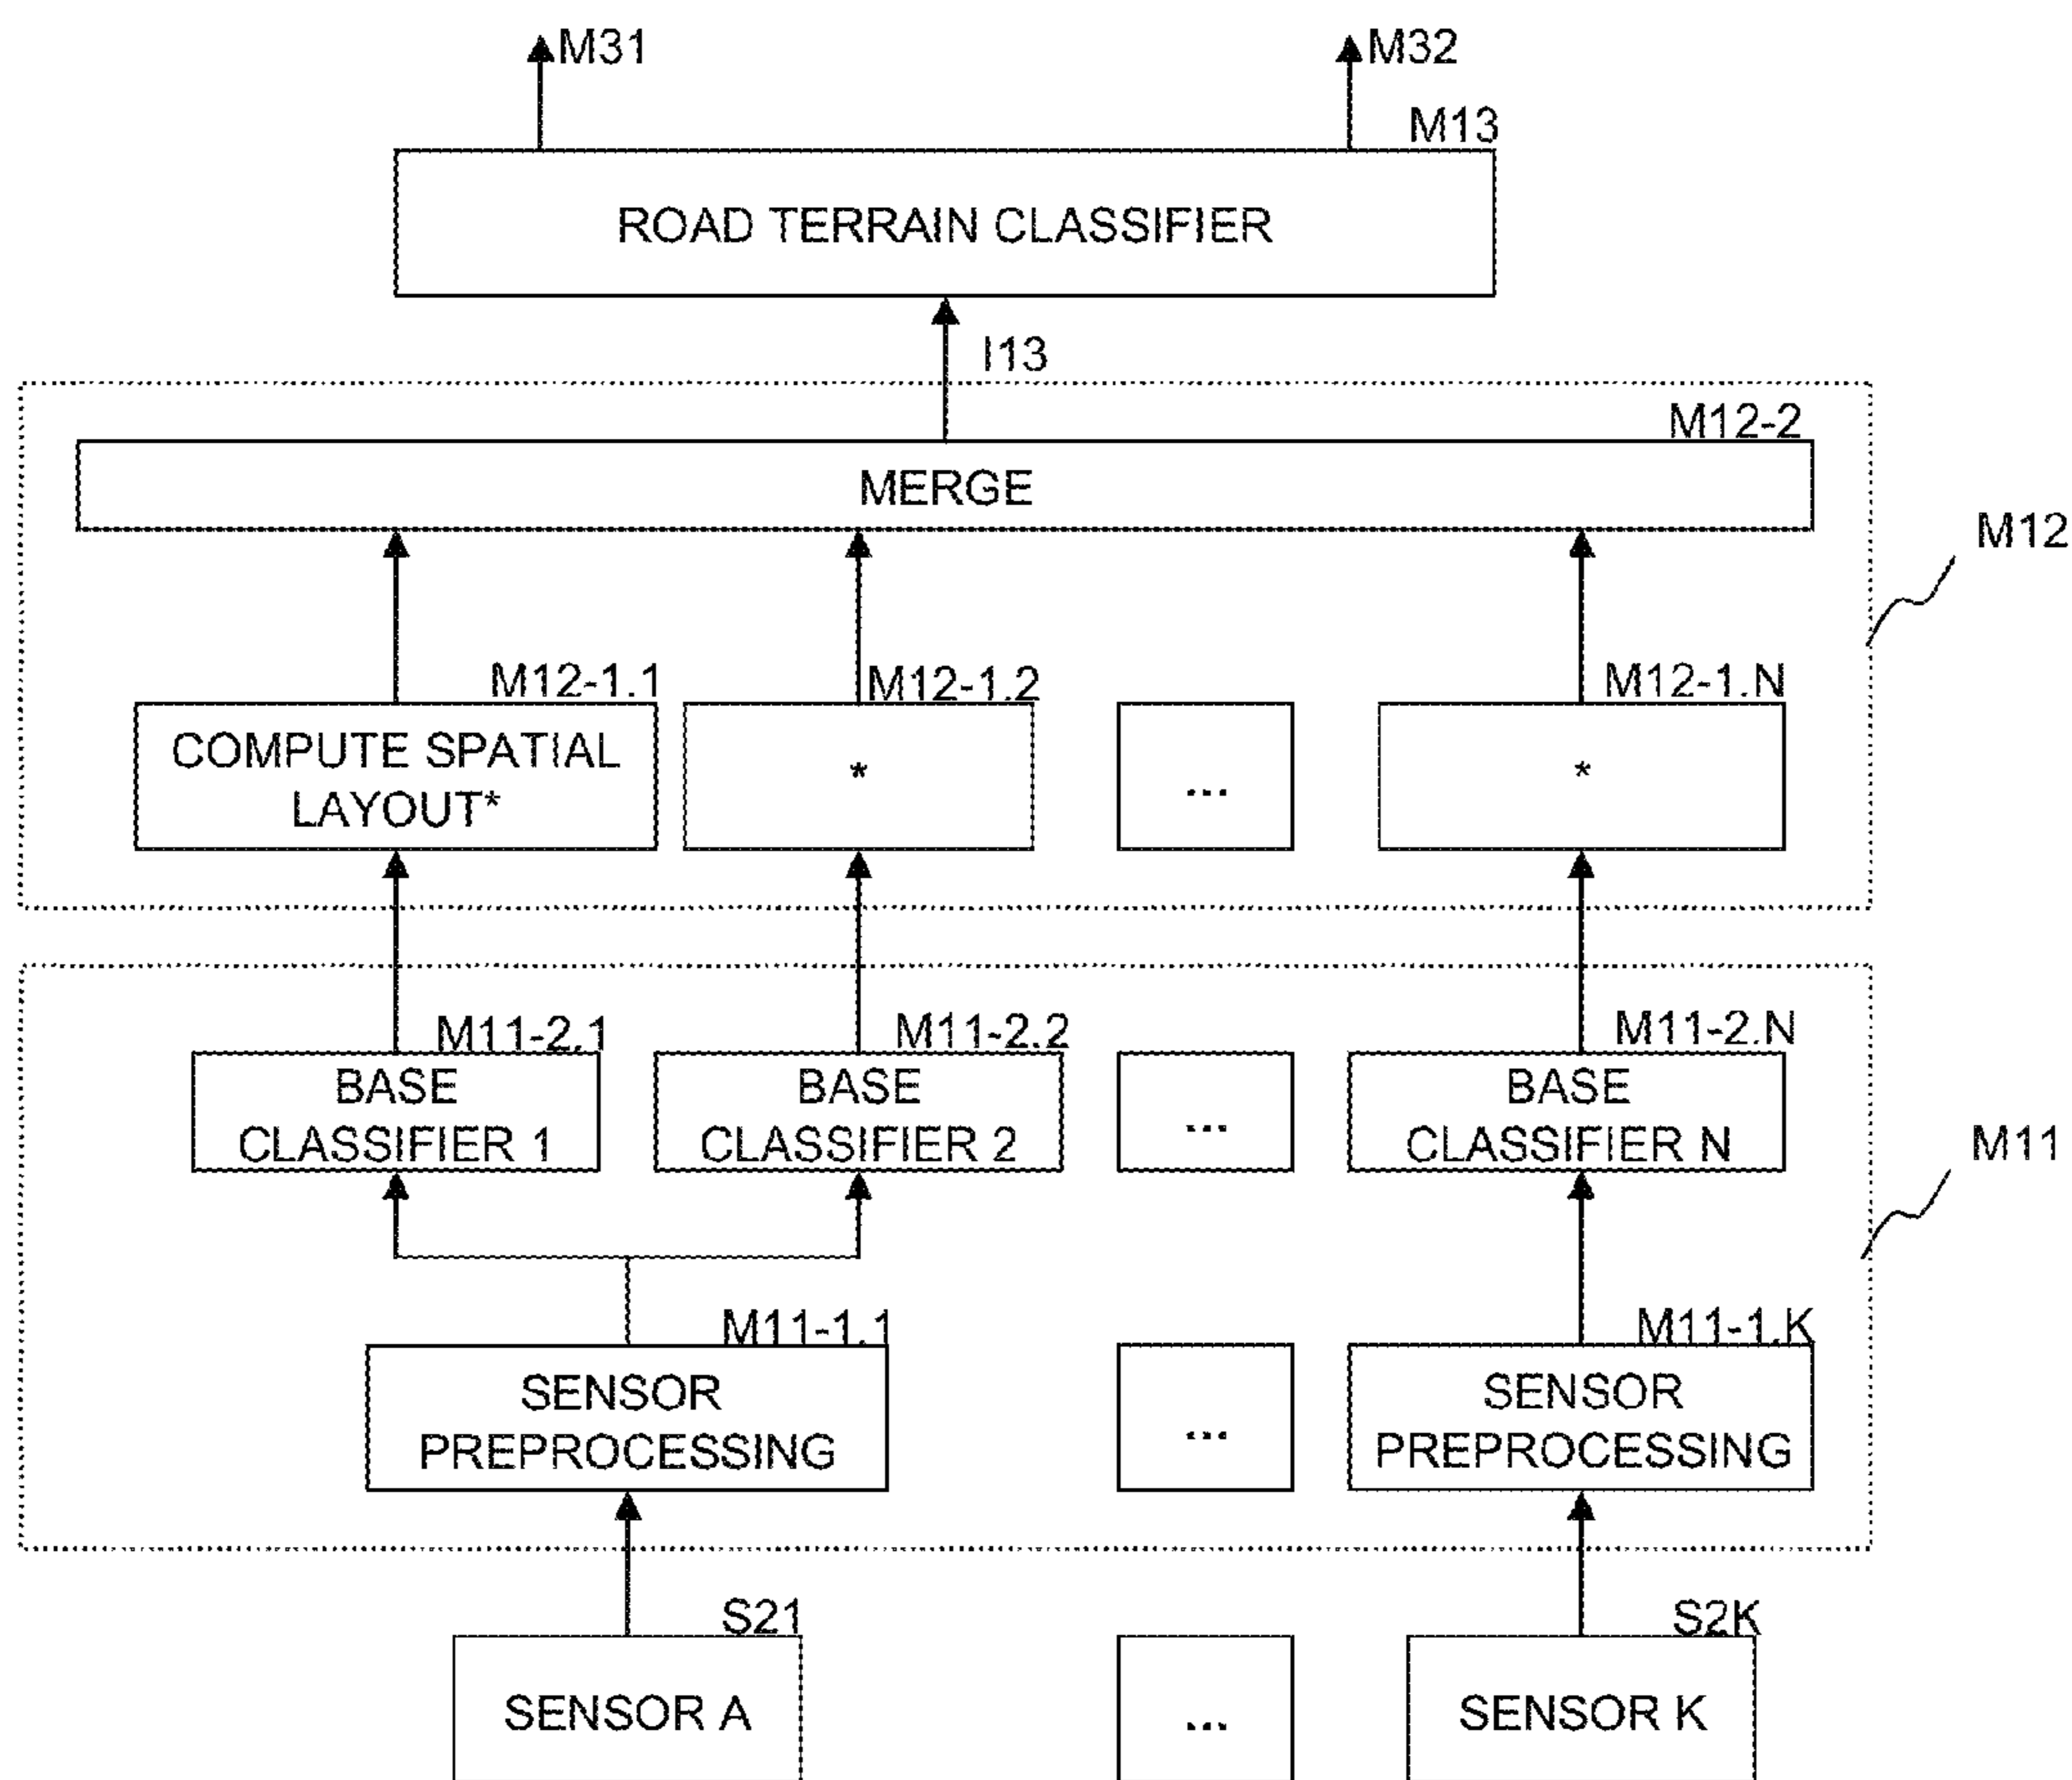 M31
M32
M13
ROAD TERRAIN CLASSIFIER
I13
M12-2
MERGE
M12
M12-1.1
M12-1.2
M12-1.N
COMPUTE SPATIAL
LAYOUT*
*
...
*
M11-2.1
M11-2.2
M11-2.N
BASE
CLASSIFIER 1
BASE
CLASSIFIER 2
...
BASE
CLASSIFIER N
M11
M11-1.1
M11-1.K
SENSOR
PREPROCESSING
...
SENSOR
PREPROCESSING
S21
S2K
SENSOR A
...
SENSOR K